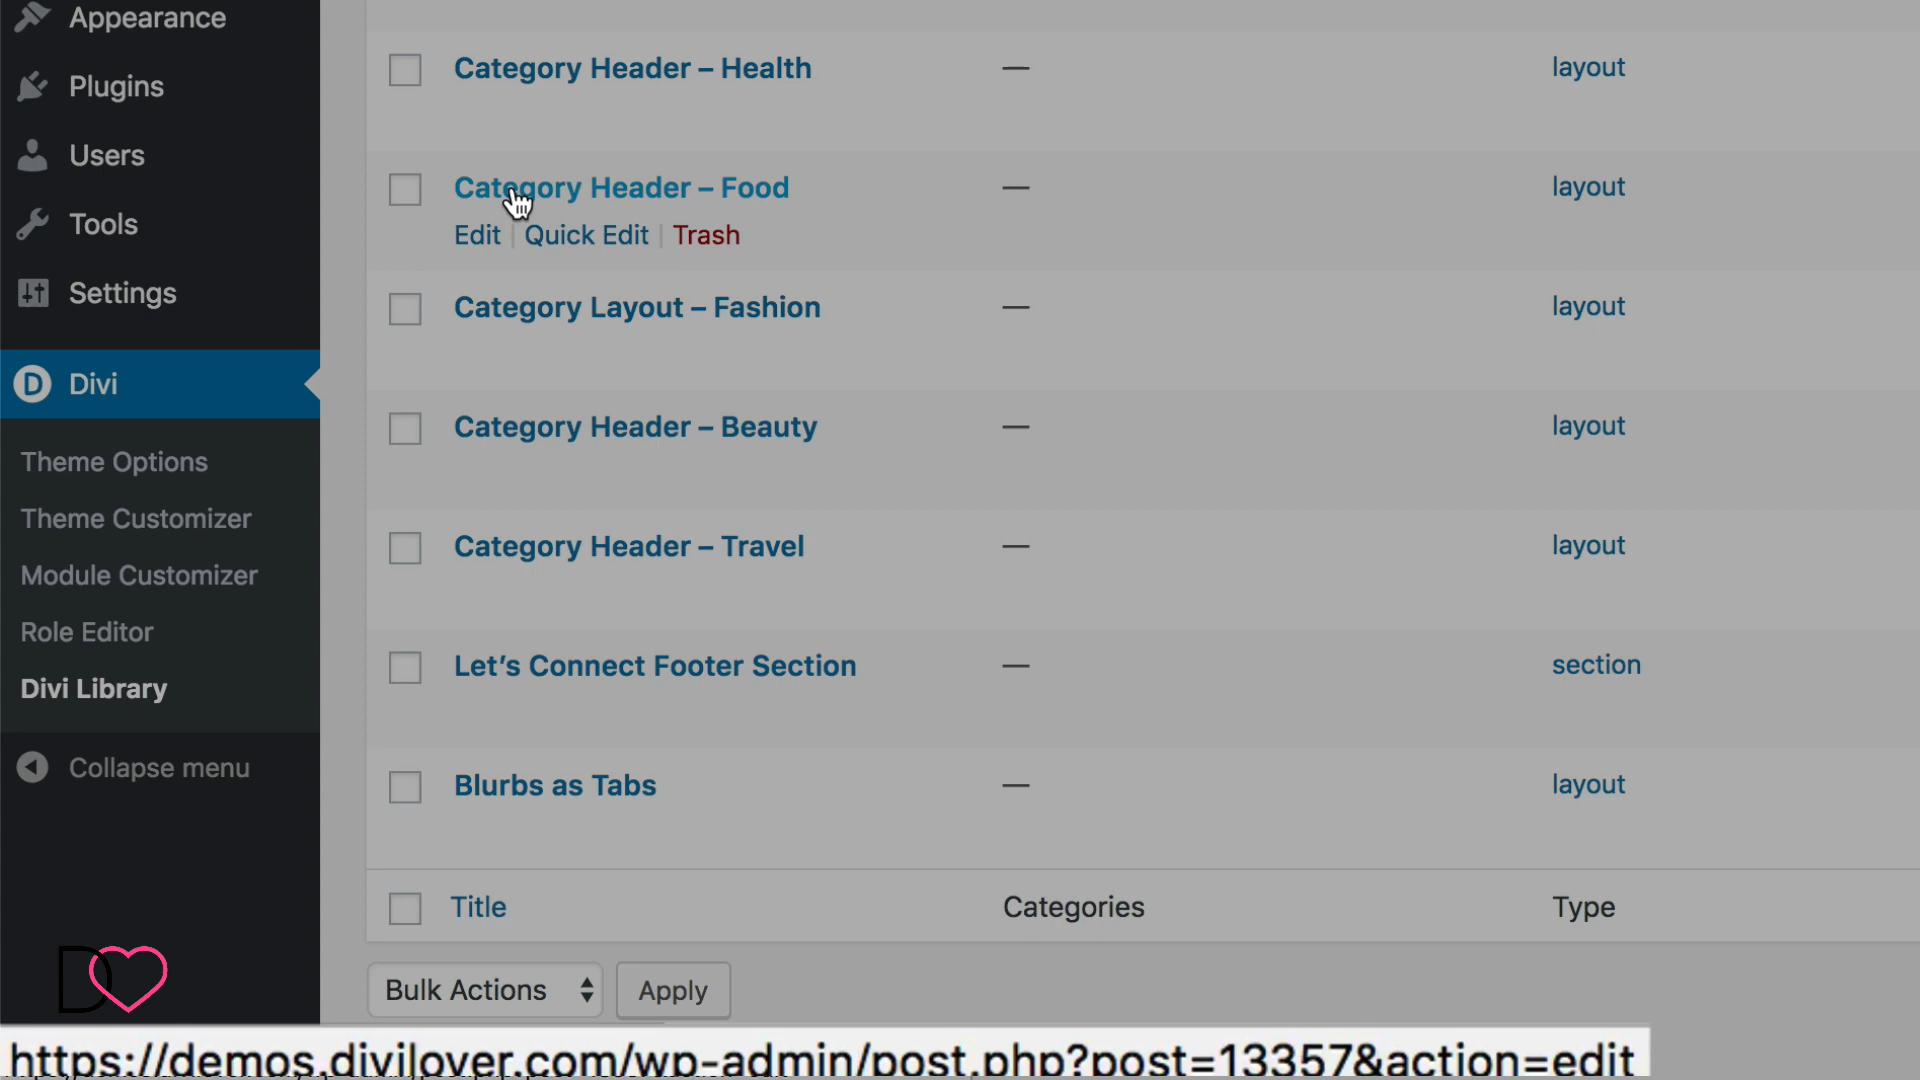 Appearance
Plugins
Users
Tools
Settings
Divi
Theme Options
Theme Customizer
Module Customizer
Role Editor
Divi Library
Collapse menu
Category Header – Health — layout
Category Header – Food — layout
Edit | Quick Edit | Trash
Category Layout – Fashion — layout
Category Header – Beauty — layout
Category Header – Travel — layout
Let’s Connect Footer Section — section
Blurbs as Tabs — layout
Title Categories Type
Bulk Actions Apply
https://demos.divilover.com/wp-admin/post.php?post=13357&action=edit